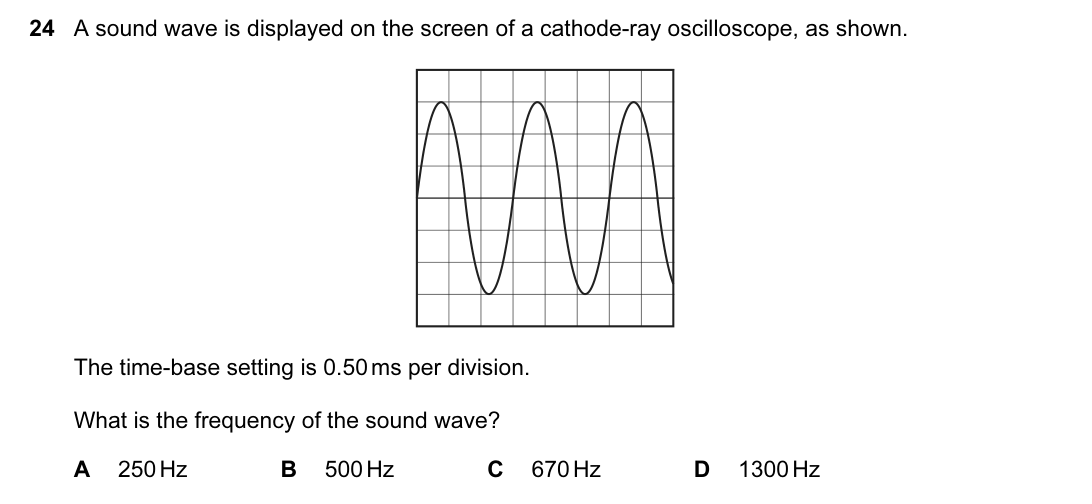 24 A sound wave is displayed on the screen of a cathode-ray oscilloscope, as shown.
The time-base setting is 0.50 ms per division.
What is the frequency of the sound wave?
A 250 Hz B 500 Hz C 670 Hz D 1300 Hz